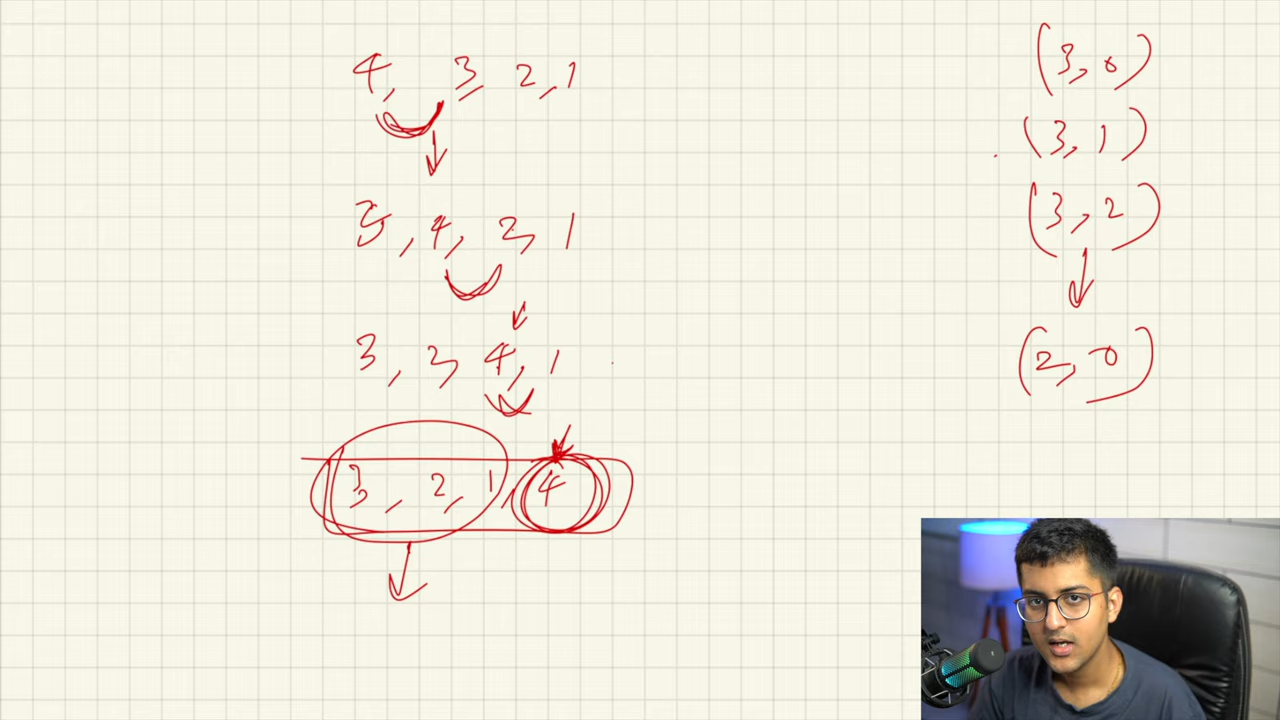 4, 3, 2, 1
3, 4, 2, 1
3, 2, 4, 1
3, 2, 1, 4
(3, 0)
(3, 1)
(3, 2)
(2, 0)